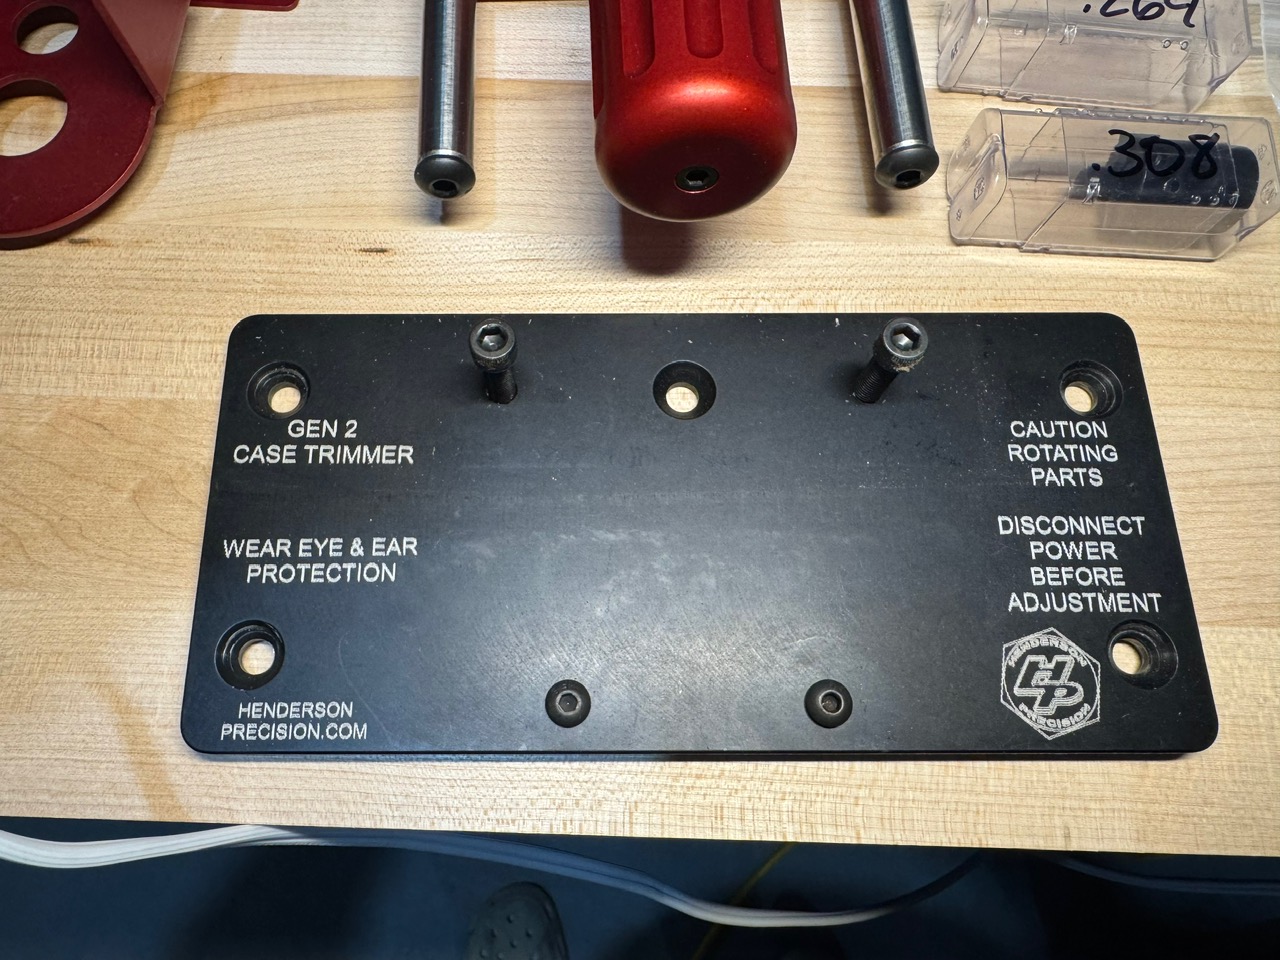 .264
.308
GEN 2
CASE TRIMMER
CAUTION
ROTATING
PARTS
WEAR EYE & EAR
PROTECTION
DISCONNECT
POWER
BEFORE
ADJUSTMENT
HENDERSON
PRECISION.COM
HENDERSON
HP
PRECISION